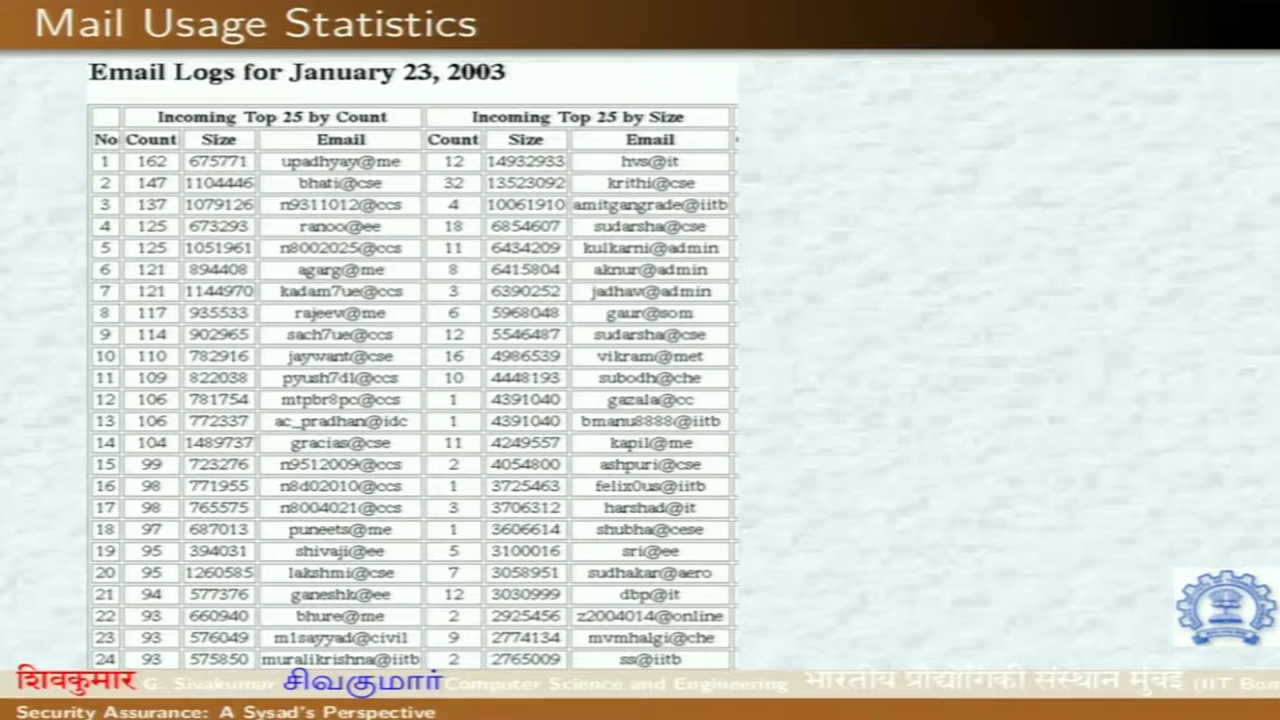 Mail Usage Statistics
Email Logs for January 23, 2003
Incoming Top 25 by Count Incoming Top 25 by Size
No Count Size Email Count Size Email
1 162 675771 upadhyay@me 12 14932933 hvs@it
2 147 1104446 bhati@cse 32 13523092 krithi@cse
3 137 1079126 n9311012@ccs 4 10061910 amitgangrade@iitb
4 125 673293 ranoo@ee 18 6854607 sudarsha@cse
5 125 1051961 n8002025@ccs 11 6434209 kulkarni@admin
6 121 894408 agarg@me 8 6415804 aknur@admin
7 121 1144970 kadam7ue@ccs 3 6390252 jadhav@admin
8 117 935533 rajeev@me 6 5968048 gaur@som
9 114 902965 sach7ue@ccs 12 5546487 sudarsha@cse
10 110 782916 jaywant@cse 16 4986539 vikram@met
11 109 822038 pyush7d1@ccs 10 4448193 subodh@che
12 106 781754 mtpbr8pc@ccs 1 4391040 gazala@cc
13 106 772337 ac_pradhan@idc 1 4391040 bmanu8888@iitb
14 104 1489737 gracias@cse 11 4249557 kapil@me
15 99 723276 n9512009@ccs 2 4054800 ashpuri@cse
16 98 771955 n8d02010@ccs 1 3725463 felix0us@iitb
17 98 765575 n8004021@ccs 3 3706312 harshad@it
18 97 687013 puneets@me 1 3606614 shubha@cese
19 95 394031 shivaji@ee 5 3100016 sri@ee
20 95 1260585 lakshmi@cse 7 3058951 sudhakar@aero
21 94 577376 ganeshk@ee 12 3030999 dbp@it
22 93 660940 bhure@me 2 2925456 z2004014@online
23 93 576049 m1sayyad@civil 9 2774134 mvmhalgi@che
24 93 575850 muralikrishna@iitb 2 2765009 ss@iitb
शिवकुमार G. Sivakumar சிவகுமார் Computer Science and Engineering भारतीय प्रौद्योगिकी संस्थान मुंबई (IIT Bom
Security Assurance: A Sysad's Perspective